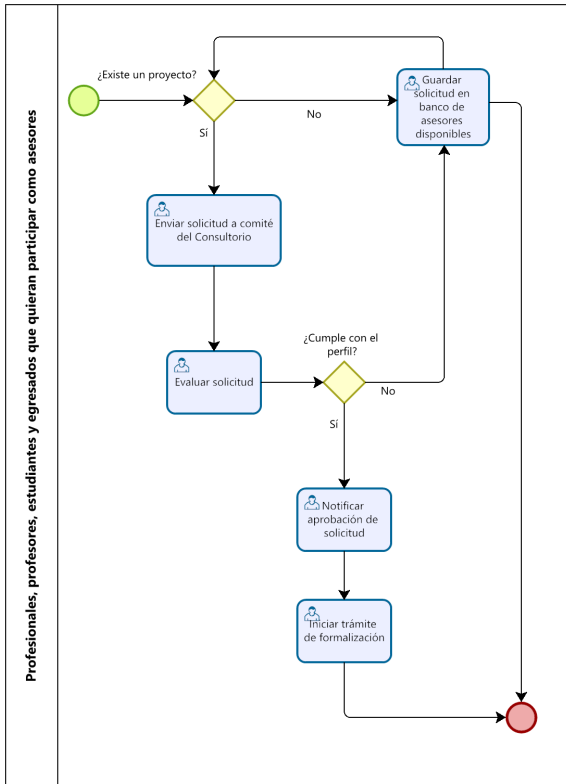 Profesionales, profesores, estudiantes y egresados que quieran participar como asesores
¿Existe un proyecto?
No
Sí
Guardar
solicitud en
banco de
asesores
disponibles
Enviar solicitud a comité
del Consultorio
Evaluar solicitud
¿Cumple con el
perfil?
No
Sí
Notificar
aprobación de
solicitud
Iniciar trámite
de formalización